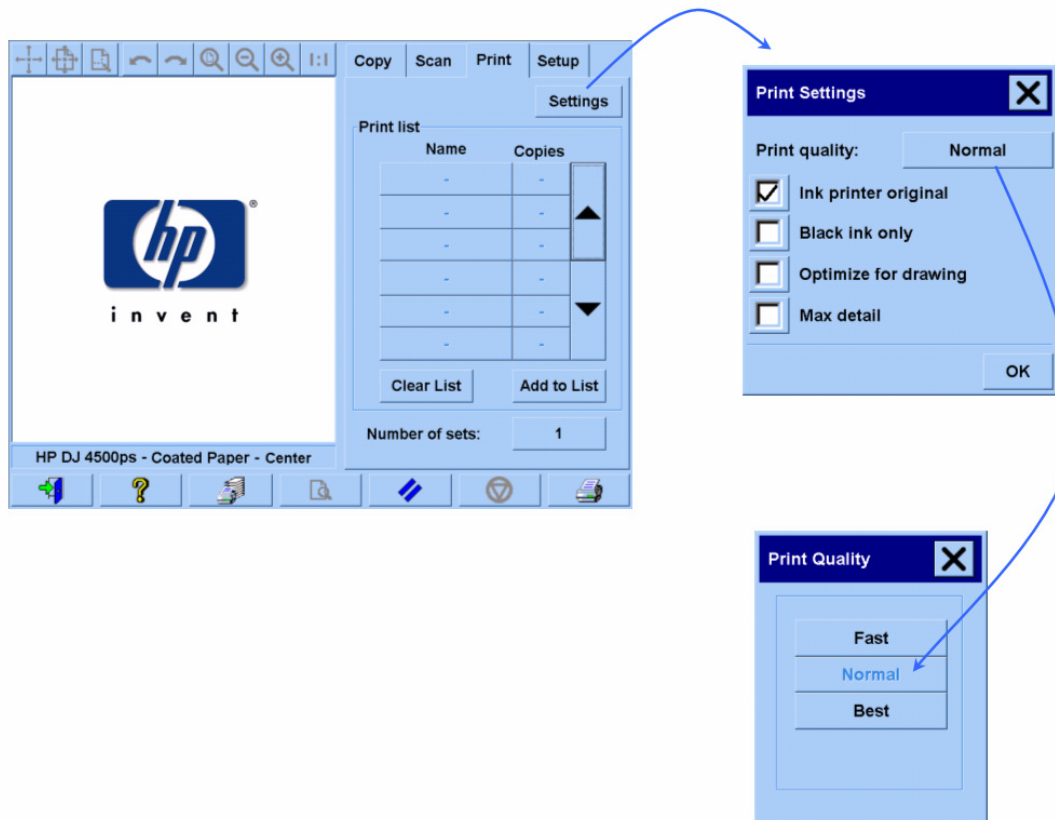 1:1
Copy Scan Print Setup
Settings
Print list
Name Copies
- -
- -
- -
- -
- -
- -
Clear List Add to List
Number of sets: 1
hp®
invent
HP DJ 4500ps - Coated Paper - Center
Print Settings
Print quality: Normal
Ink printer original
Black ink only
Optimize for drawing
Max detail
OK
Print Quality
Fast
Normal
Best